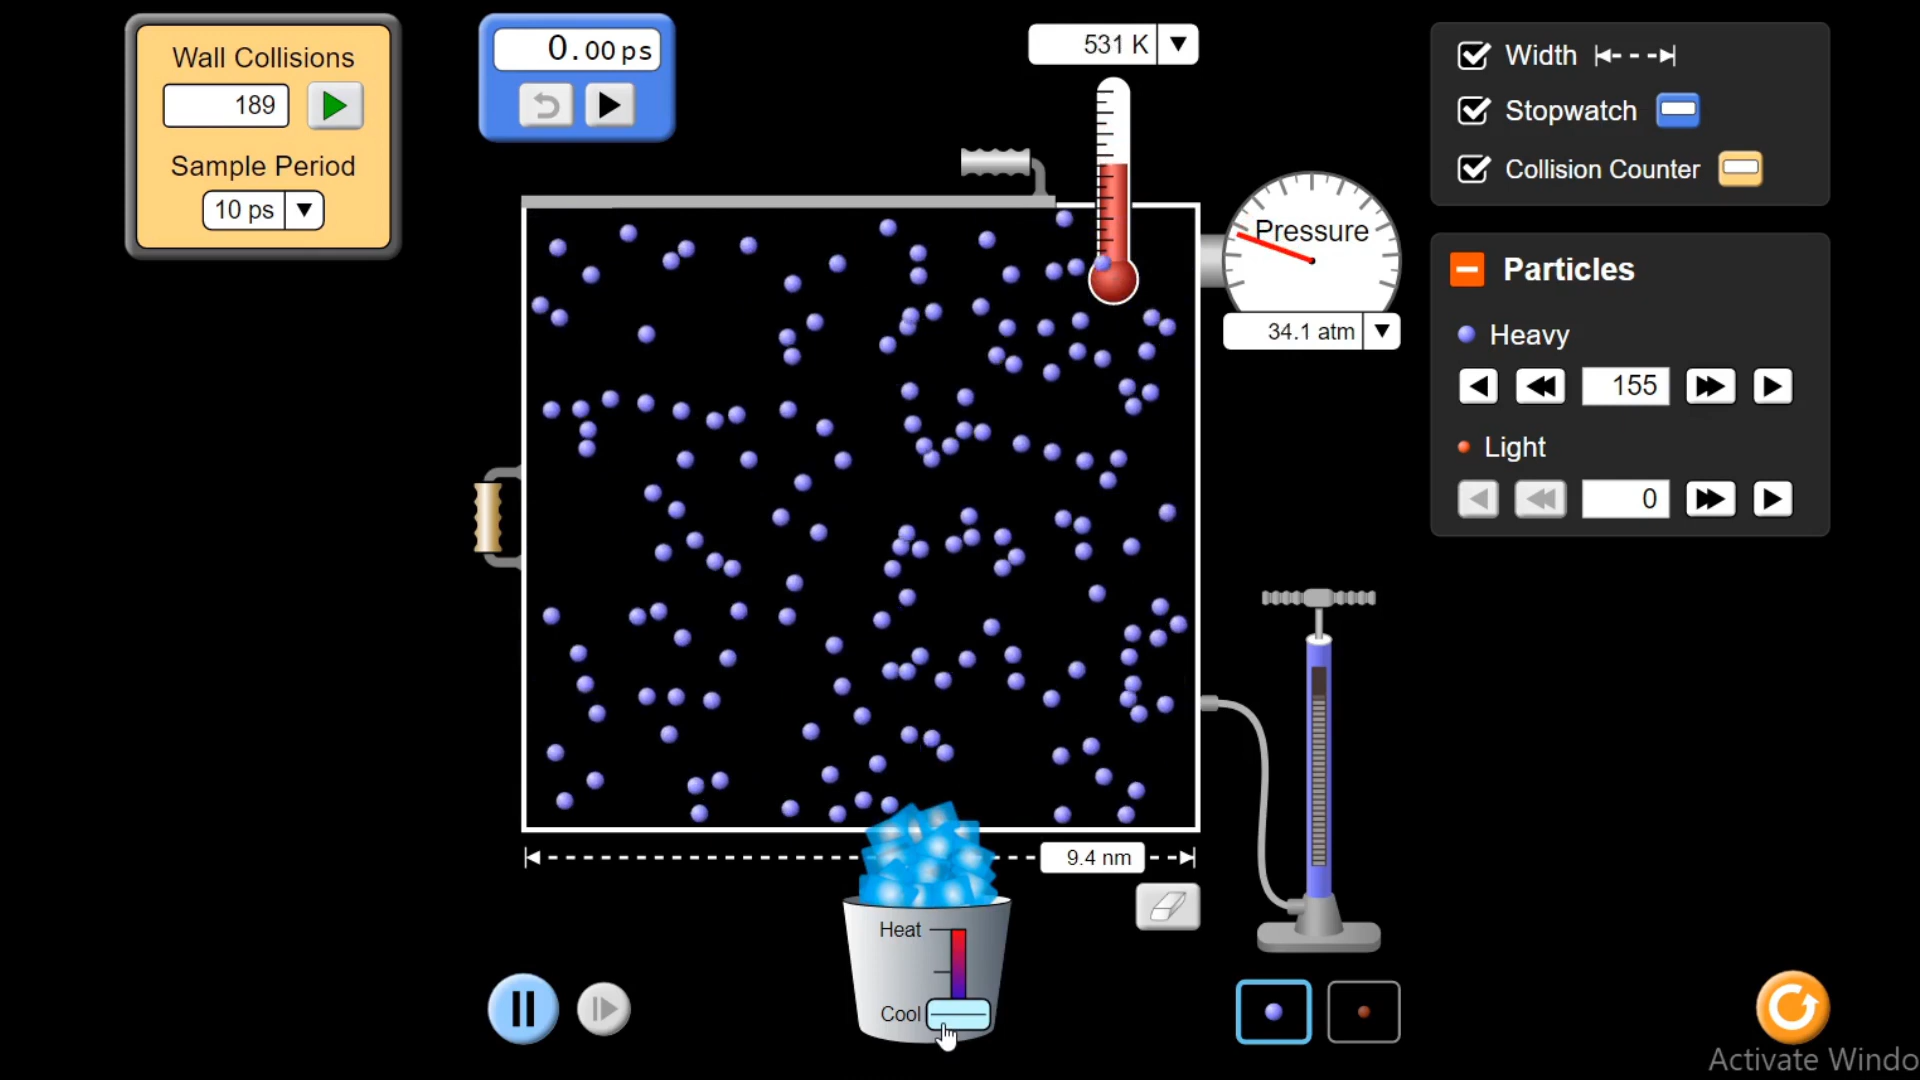 Wall Collisions
189
Sample Period
10 ps
0.00 ps
531 K
Pressure
34.1 atm
Width
Stopwatch
Collision Counter
Particles
Heavy
155
Light
0
9.4 nm
Heat
Cool
Activate Windo